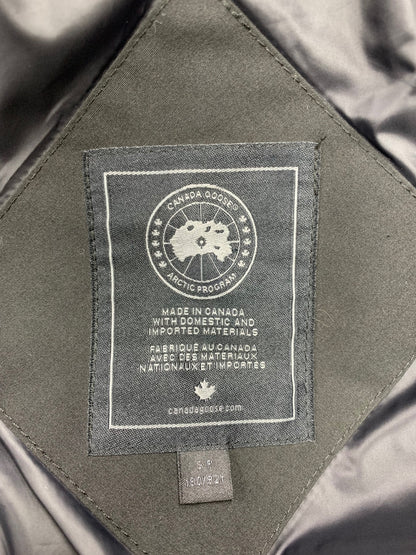 CANADA GOOSE®
ARCTIC PROGRAM
MADE IN CANADA
WITH DOMESTIC AND
IMPORTED MATERIALS
FABRIQUÉ AU CANADA
AVEC DES MATÉRIAUX
NATIONAUX ET IMPORTÉS
canadagoose.com